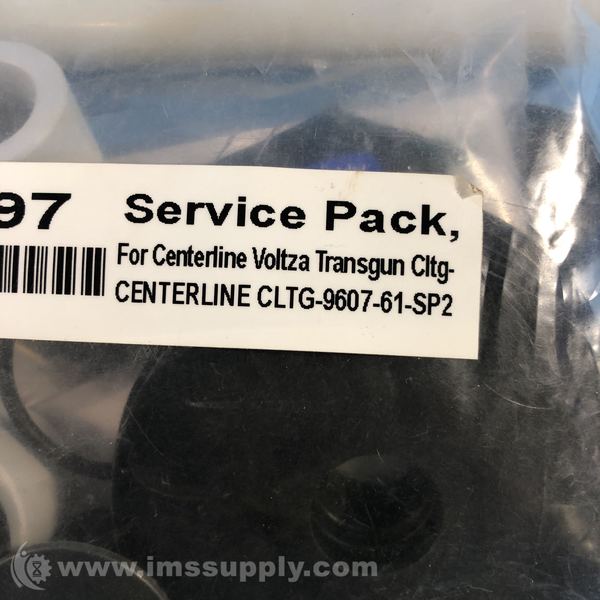 97 Service Pack,
For Centerline Voltza Transgun Cltg-
CENTERLINE CLTG-9607-61-SP2
www.imssupply.com